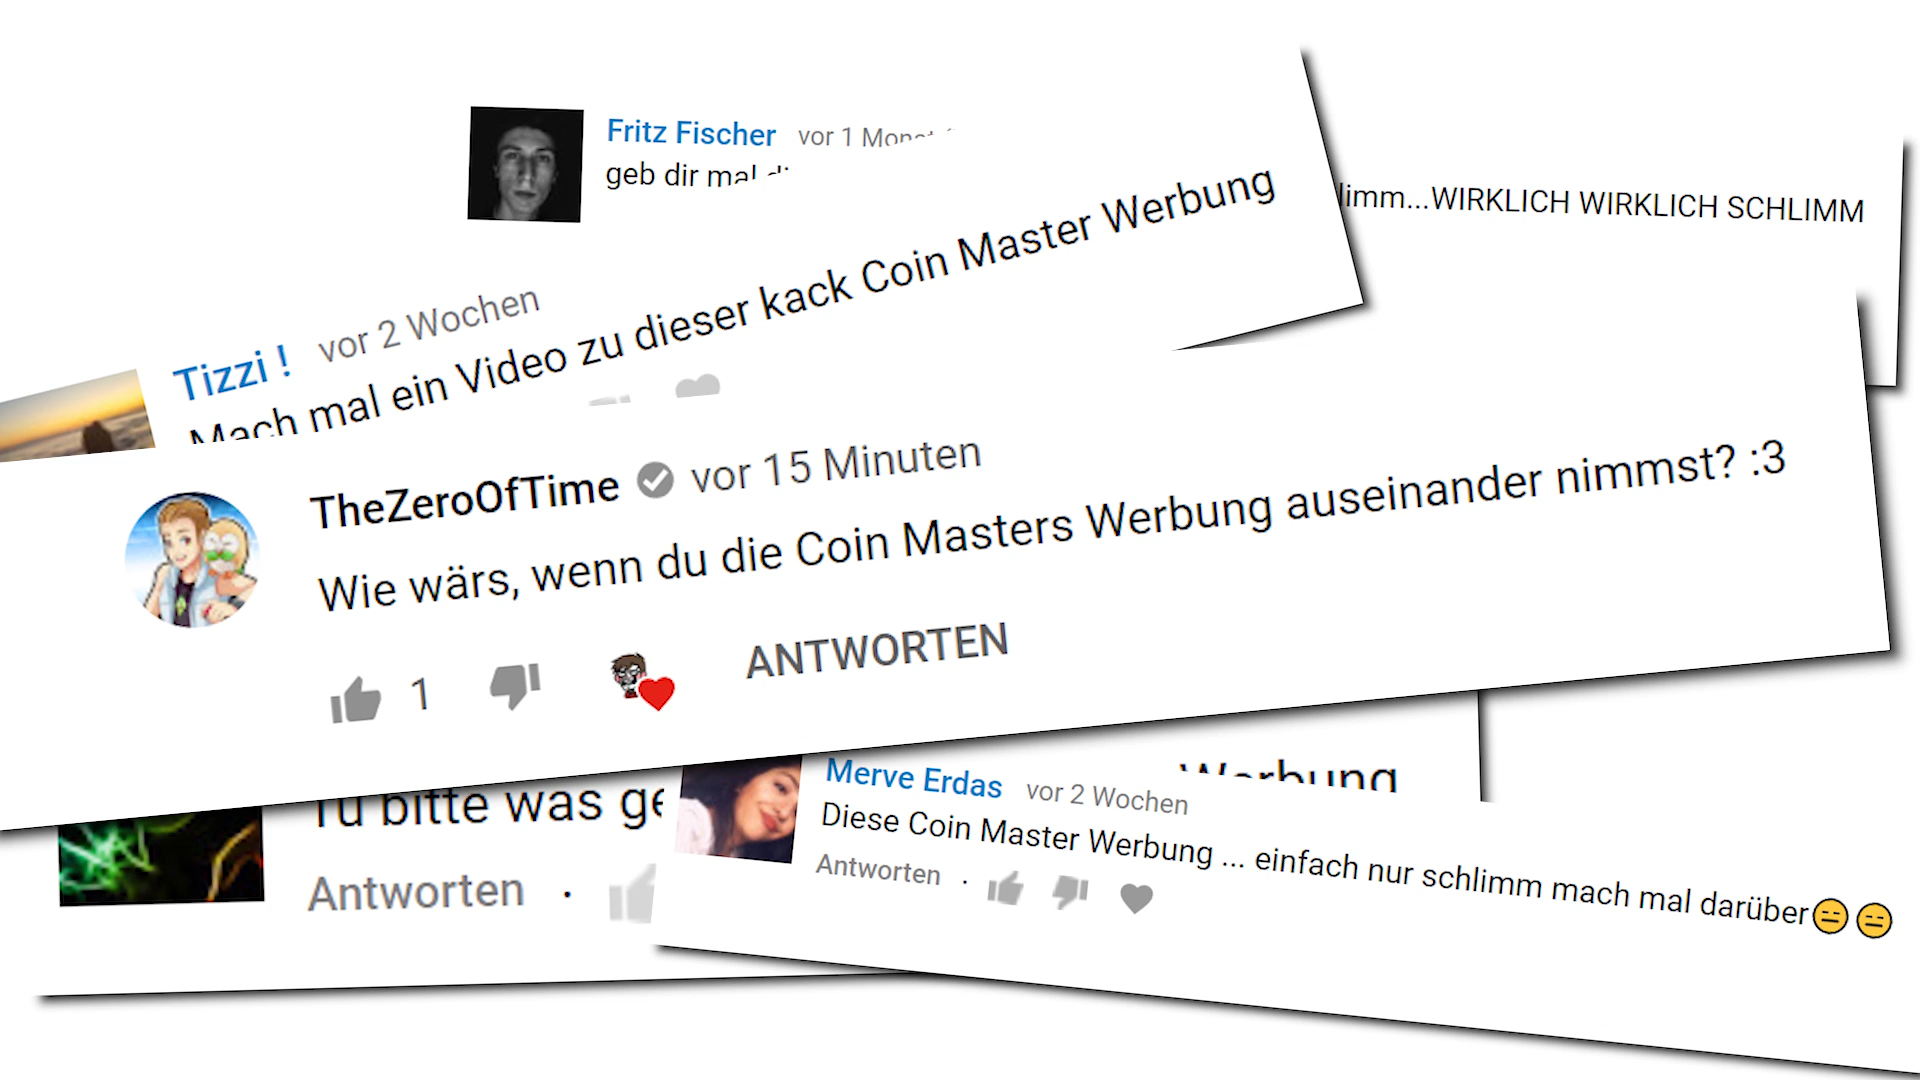 Fritz Fischer vor 1 Monat
geb dir mal
limm...WIRKLICH WIRKLICH SCHLIMM
Tizzi ! vor 2 Wochen
Mach mal ein Video zu dieser kack Coin Master Werbung
TheZeroOfTime vor 15 Minuten
Wie wärs, wenn du die Coin Masters Werbung auseinander nimmst? :3
1 ANTWORTEN
Werbung
Tu bitte was ge
Antworten ·
Merve Erdas vor 2 Wochen
Diese Coin Master Werbung ... einfach nur schlimm mach mal darüber😑😑
Antworten ·